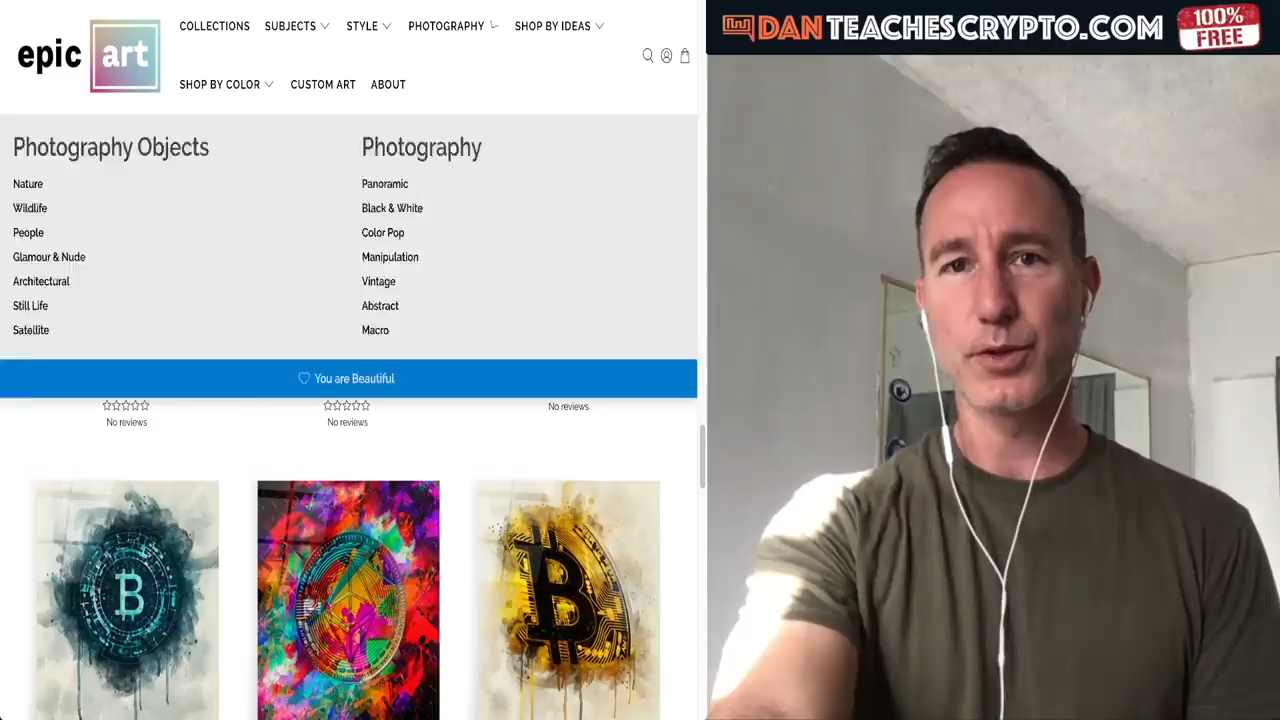 epic art
COLLECTIONS SUBJECTS STYLE PHOTOGRAPHY SHOP BY IDEAS
SHOP BY COLOR CUSTOM ART ABOUT
Photography Objects
Nature
Wildlife
People
Glamour & Nude
Architectural
Still Life
Satellite
Photography
Panoramic
Black & White
Color Pop
Manipulation
Vintage
Abstract
Macro
You are Beautiful
No reviews
No reviews
No reviews
DANTEACHESCRYPTO.COM
100%
FREE